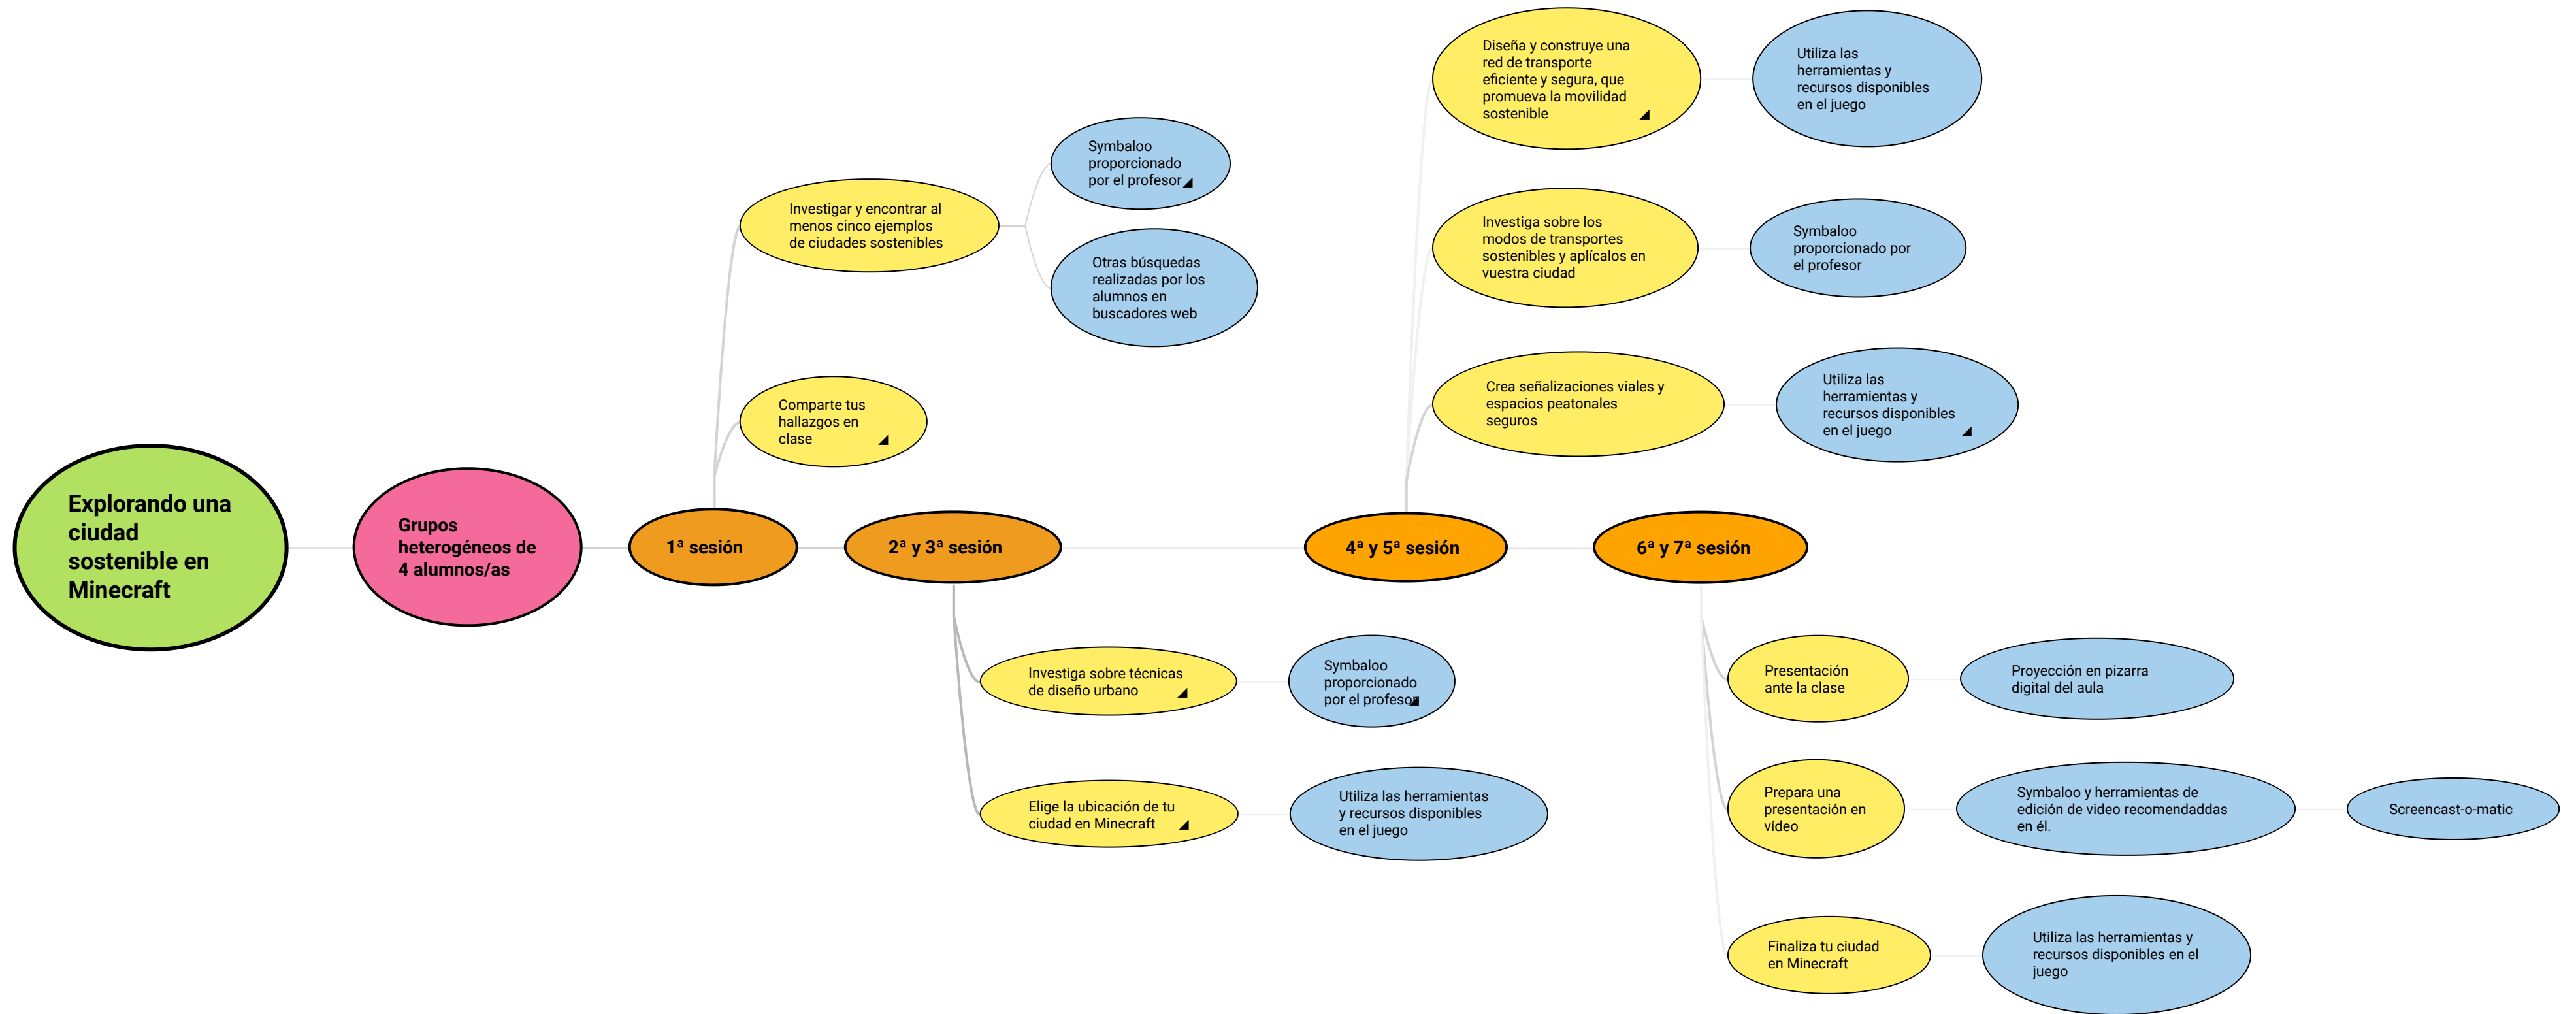 Explorando una
ciudad
sostenible en
Minecraft
Grupos
heterogéneos de
4 alumnos/as
1ª sesión
Investigar y encontrar al
menos cinco ejemplos
de ciudades sostenibles
Symbaloo
proporcionado
por el profesor
Otras búsquedas
realizadas por los
alumnos en
buscadores web
Comparte tus
hallazgos en
clase
2ª y 3ª sesión
Investiga sobre técnicas
de diseño urbano
Symbaloo
proporcionado
por el profesor
Elige la ubicación de tu
ciudad en Minecraft
Utiliza las herramientas
y recursos disponibles
en el juego
4ª y 5ª sesión
Diseña y construye una
red de transporte
eficiente y segura, que
promueva la movilidad
sostenible
Utiliza las
herramientas y
recursos disponibles
en el juego
Investiga sobre los
modos de transportes
sostenibles y aplícalos en
vuestra ciudad
Symbaloo
proporcionado por
el profesor
Crea señalizaciones viales y
espacios peatonales
seguros
Utiliza las
herramientas y
recursos disponibles
en el juego
6ª y 7ª sesión
Presentación
ante la clase
Proyección en pizarra
digital del aula
Prepara una
presentación en
vídeo
Symbaloo y herramientas de
edición de video recomendaddas
en él.
Screencast-o-matic
Finaliza tu ciudad
en Minecraft
Utiliza las herramientas y
recursos disponibles en el
juego